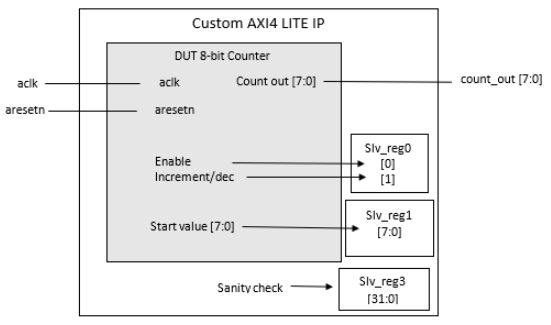 Custom AXI4 LITE IP
DUT 8-bit Counter
aclk
aclk
Count out [7:0]
count_out [7:0]
aresetn
aresetn
Slv_reg0
[0]
[1]
Enable
Increment/dec
Start value [7:0]
Slv_reg1
[7:0]
Sanity check
Slv_reg3
[31:0]